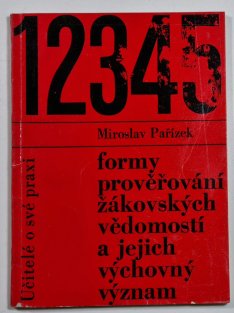 12345
Miroslav Pařízek
formy
prověřování
žákovských
vědomostí
a jejich
výchovný
význam
Učitelé o své praxi